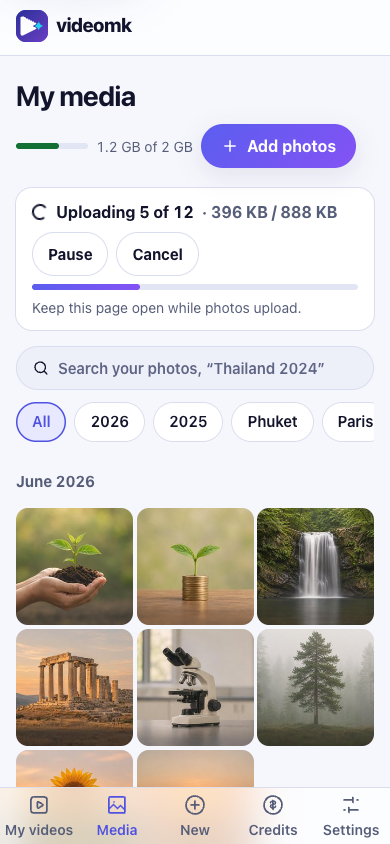 videomk
My media
1.2 GB of 2 GB
Add photos
Uploading 5 of 12 · 396 KB / 888 KB
Pause
Cancel
Keep this page open while photos upload.
Search your photos, “Thailand 2024”
All
2026
2025
Phuket
Paris
June 2026
My videos
Media
New
Credits
Settings